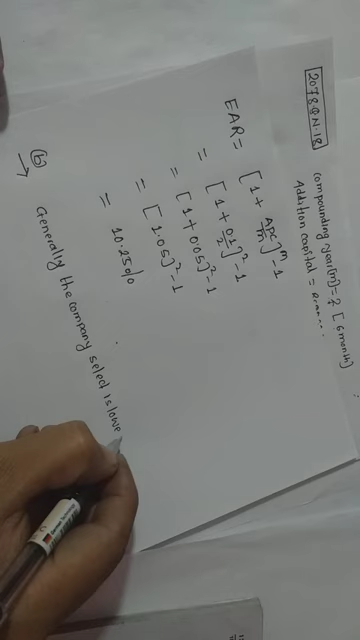 2078 Q.N.18
compounding year(m)=2 [6 month)
Addition capital =
EAR = [1 + APC/m]^m - 1
= [1 + 0.1/2]^2 - 1
= [1 + 0.05]^2 - 1
= [1.05)^2 - 1
= 10.25%
(b)
→ Generally the company select is lowe